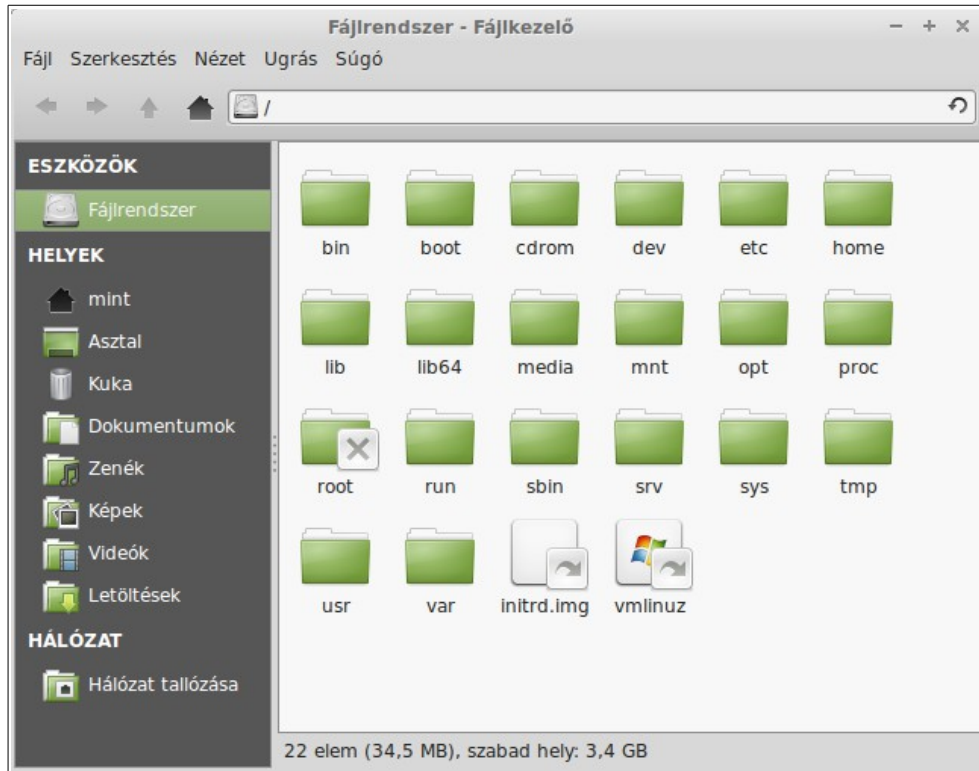 Fájlrendszer - Fájlkezelő
Fájl Szerkesztés Nézet Ugrás Súgó
/
ESZKÖZÖK
Fájlrendszer
HELYEK
mint
Asztal
Kuka
Dokumentumok
Zenék
Képek
Videók
Letöltések
HÁLÓZAT
Hálózat tallózása
bin boot cdrom dev etc home
lib lib64 media mnt opt proc
root run sbin srv sys tmp
usr var initrd.img vmlinuz
22 elem (34,5 MB), szabad hely: 3,4 GB